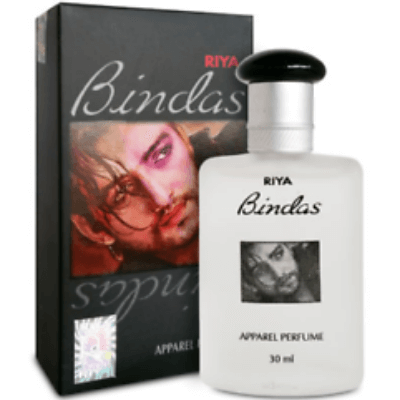 RIYA
Bindas
Bindas
APPAREL
RIYA
Bindas
APPAREL PERFUME
30 ml